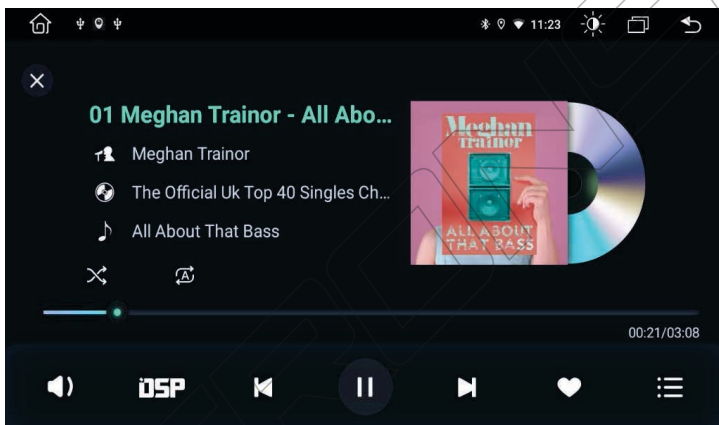 11:23
01 Meghan Trainor - All Abo...
Meghan Trainor
The Official Uk Top 40 Singles Ch...
All About That Bass
Meghan
Trainor
ALL ABOUT
THAT BASS
A
00:21/03:08
DSP